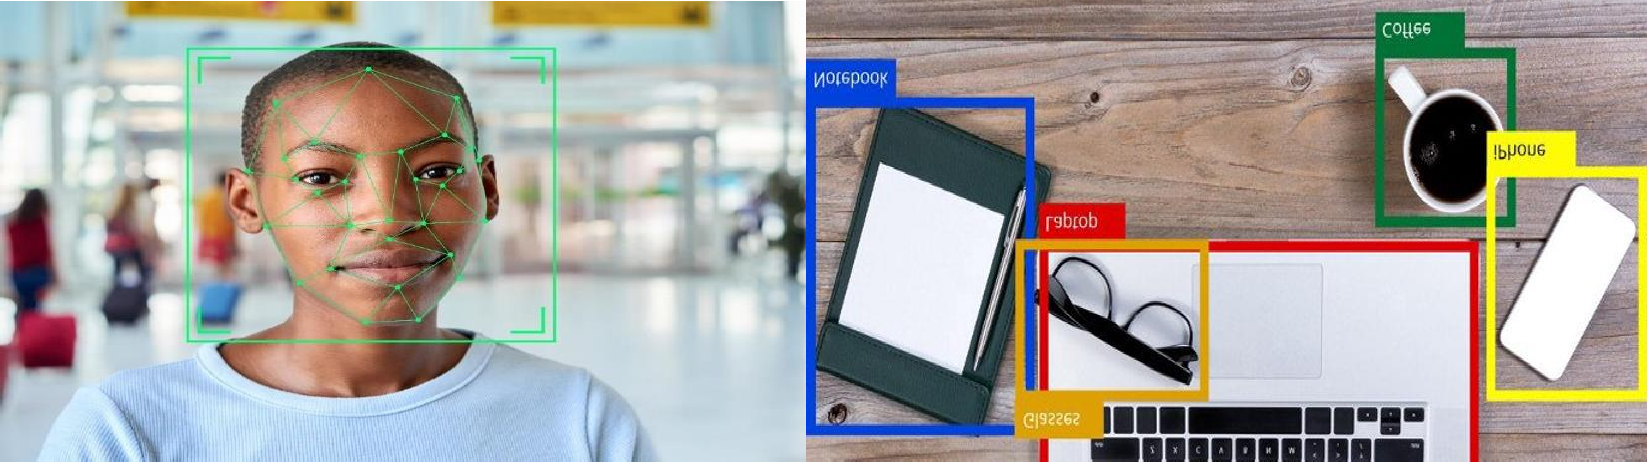 Coffee
Notebook
iPhone
Laptop
Glasses
Z X C V B N M